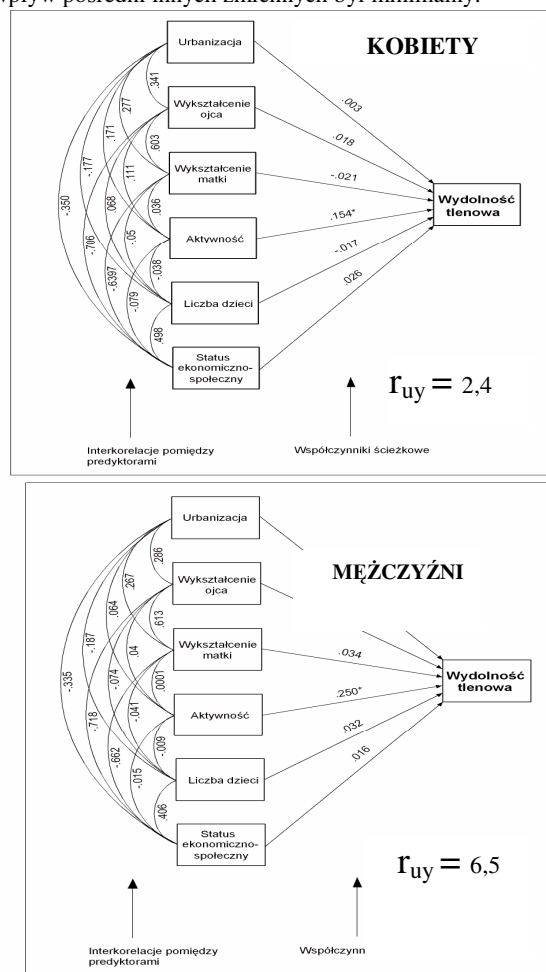 wpływ pośredni innych zmiennych był minimalny.
KOBIETY
Urbanizacja
Wykształcenie
ojca
Wykształcenie
matki
Aktywność
Liczba dzieci
Status
ekonomiczno-
społeczny
Wydolność
tlenowa
.341
.277
.171
-.177
-.350
.603
.111
.068
-.706
.036
-.05
-.6397
-.038
-.079
.498
.003
.018
-.021
.154*
-.017
.026
ruy = 2,4
Interkorelacje pomiędzy
predyktorami
Współczynniki ścieżkowe
MĘŻCZYŹNI
Urbanizacja
Wykształcenie
ojca
Wykształcenie
matki
Aktywność
Liczba dzieci
Status
ekonomiczno-
społeczny
Wydolność
tlenowa
.286
.267
.064
-.187
-.335
.613
.04
-.074
-.718
.0001
-.041
-.662
-.009
-.015
.406
.034
.250*
.032
.016
ruy = 6,5
Interkorelacje pomiędzy
predyktorami
Współczynn